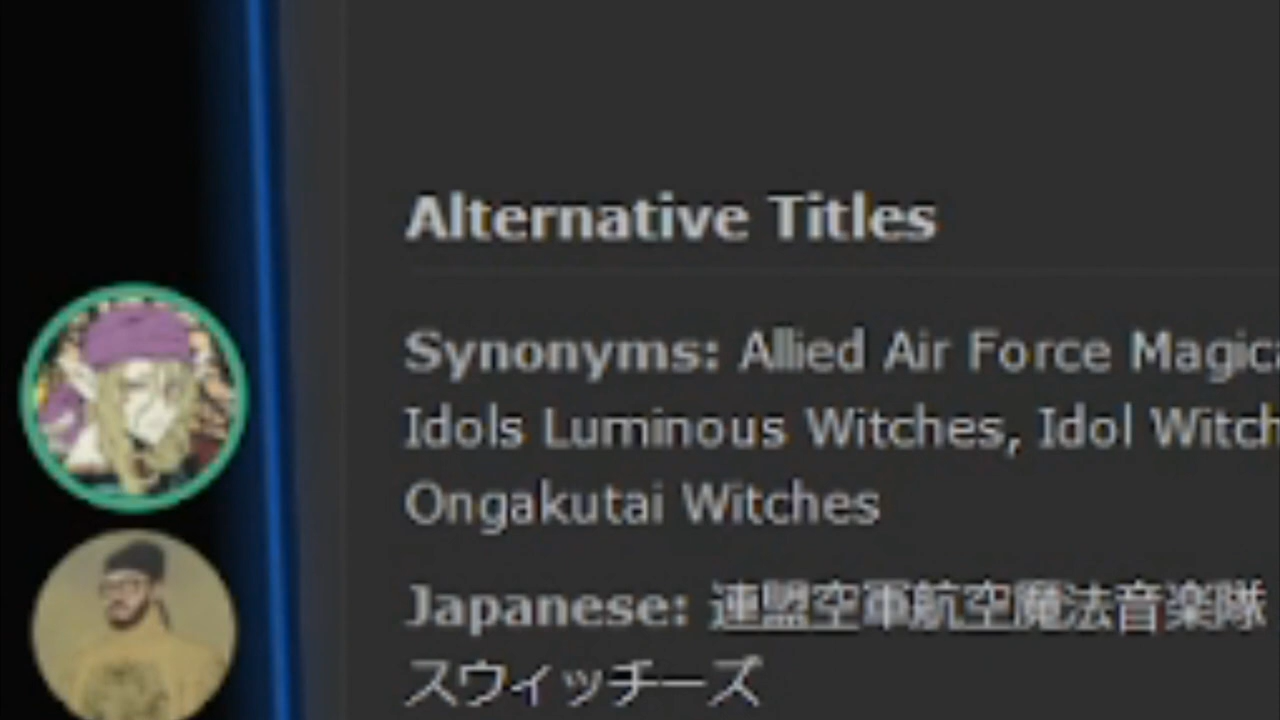 Alternative Titles
Synonyms: Allied Air Force Magic
Idols Luminous Witches, Idol Witch
Ongakutai Witches
Japanese: 連盟空軍航空魔法音楽隊
スウィッチーズ